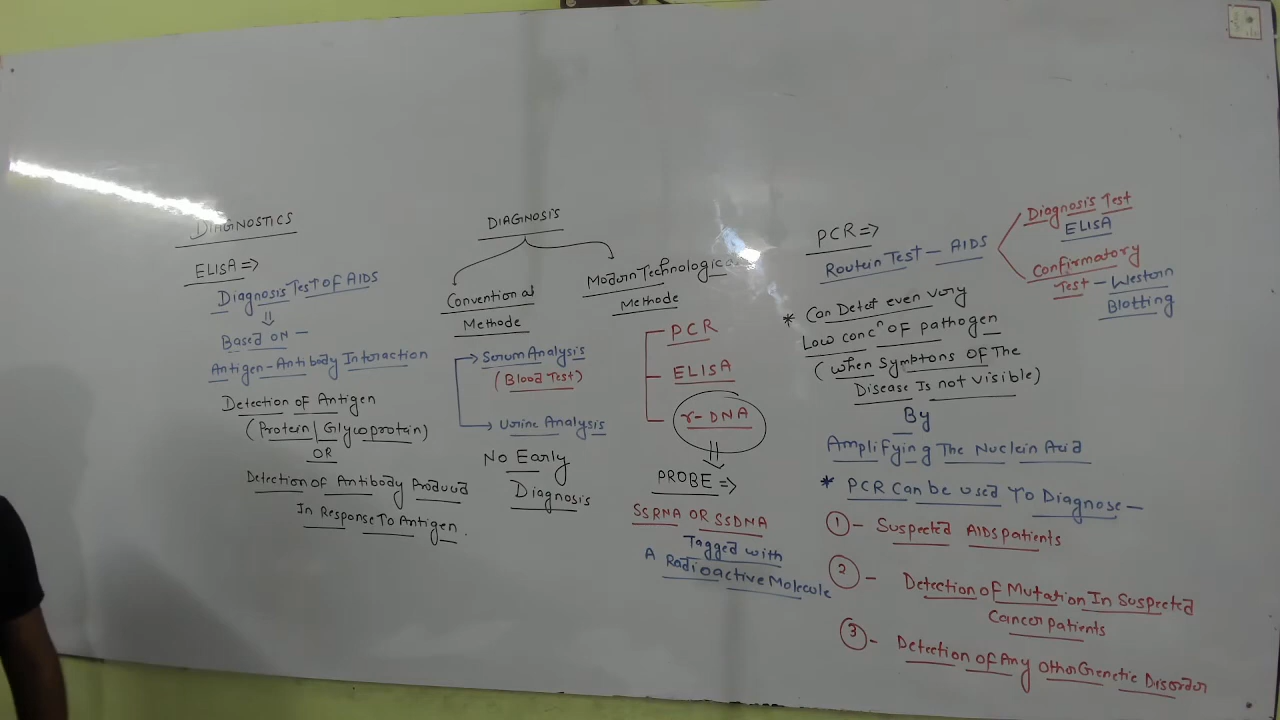 DIAGNOSTICS
ELISA =>
Diagnosis Test OF AIDS
⇓
Based ON -
Antigen - Antibody Interaction
Detection of Antigen
(Protein | Glycoprotein)
OR
Detection of Antibody Produed
In Response To Antigen.
DIAGNOSIS
Conventional
Methode
Serum Analysis
(Blood Test)
Urine Analysis
No Early
Diagnosis
Modern Technological
Methode
PCR
ELISA
r-DNA
⇓
PROBE =>
SSRNA OR SSDNA
Tagged with
A Radioactive Molecule
PCR =>
Routein Test - AIDS
Diagnosis Test
ELISA
Confirmatory
Test - Western
Blotting
* Can Detect even very
Low concⁿ OF pathogen
(when Symptons OF The
Disease Is not visible)
By
Amplifying The Nuclein Acid
* PCR Can be used To Diagnose -
① - Suspected AIDS patients
② - Detection of Mutation In Suspected
Cancer patients
③ - Detection of Any Other Genetic Disorder